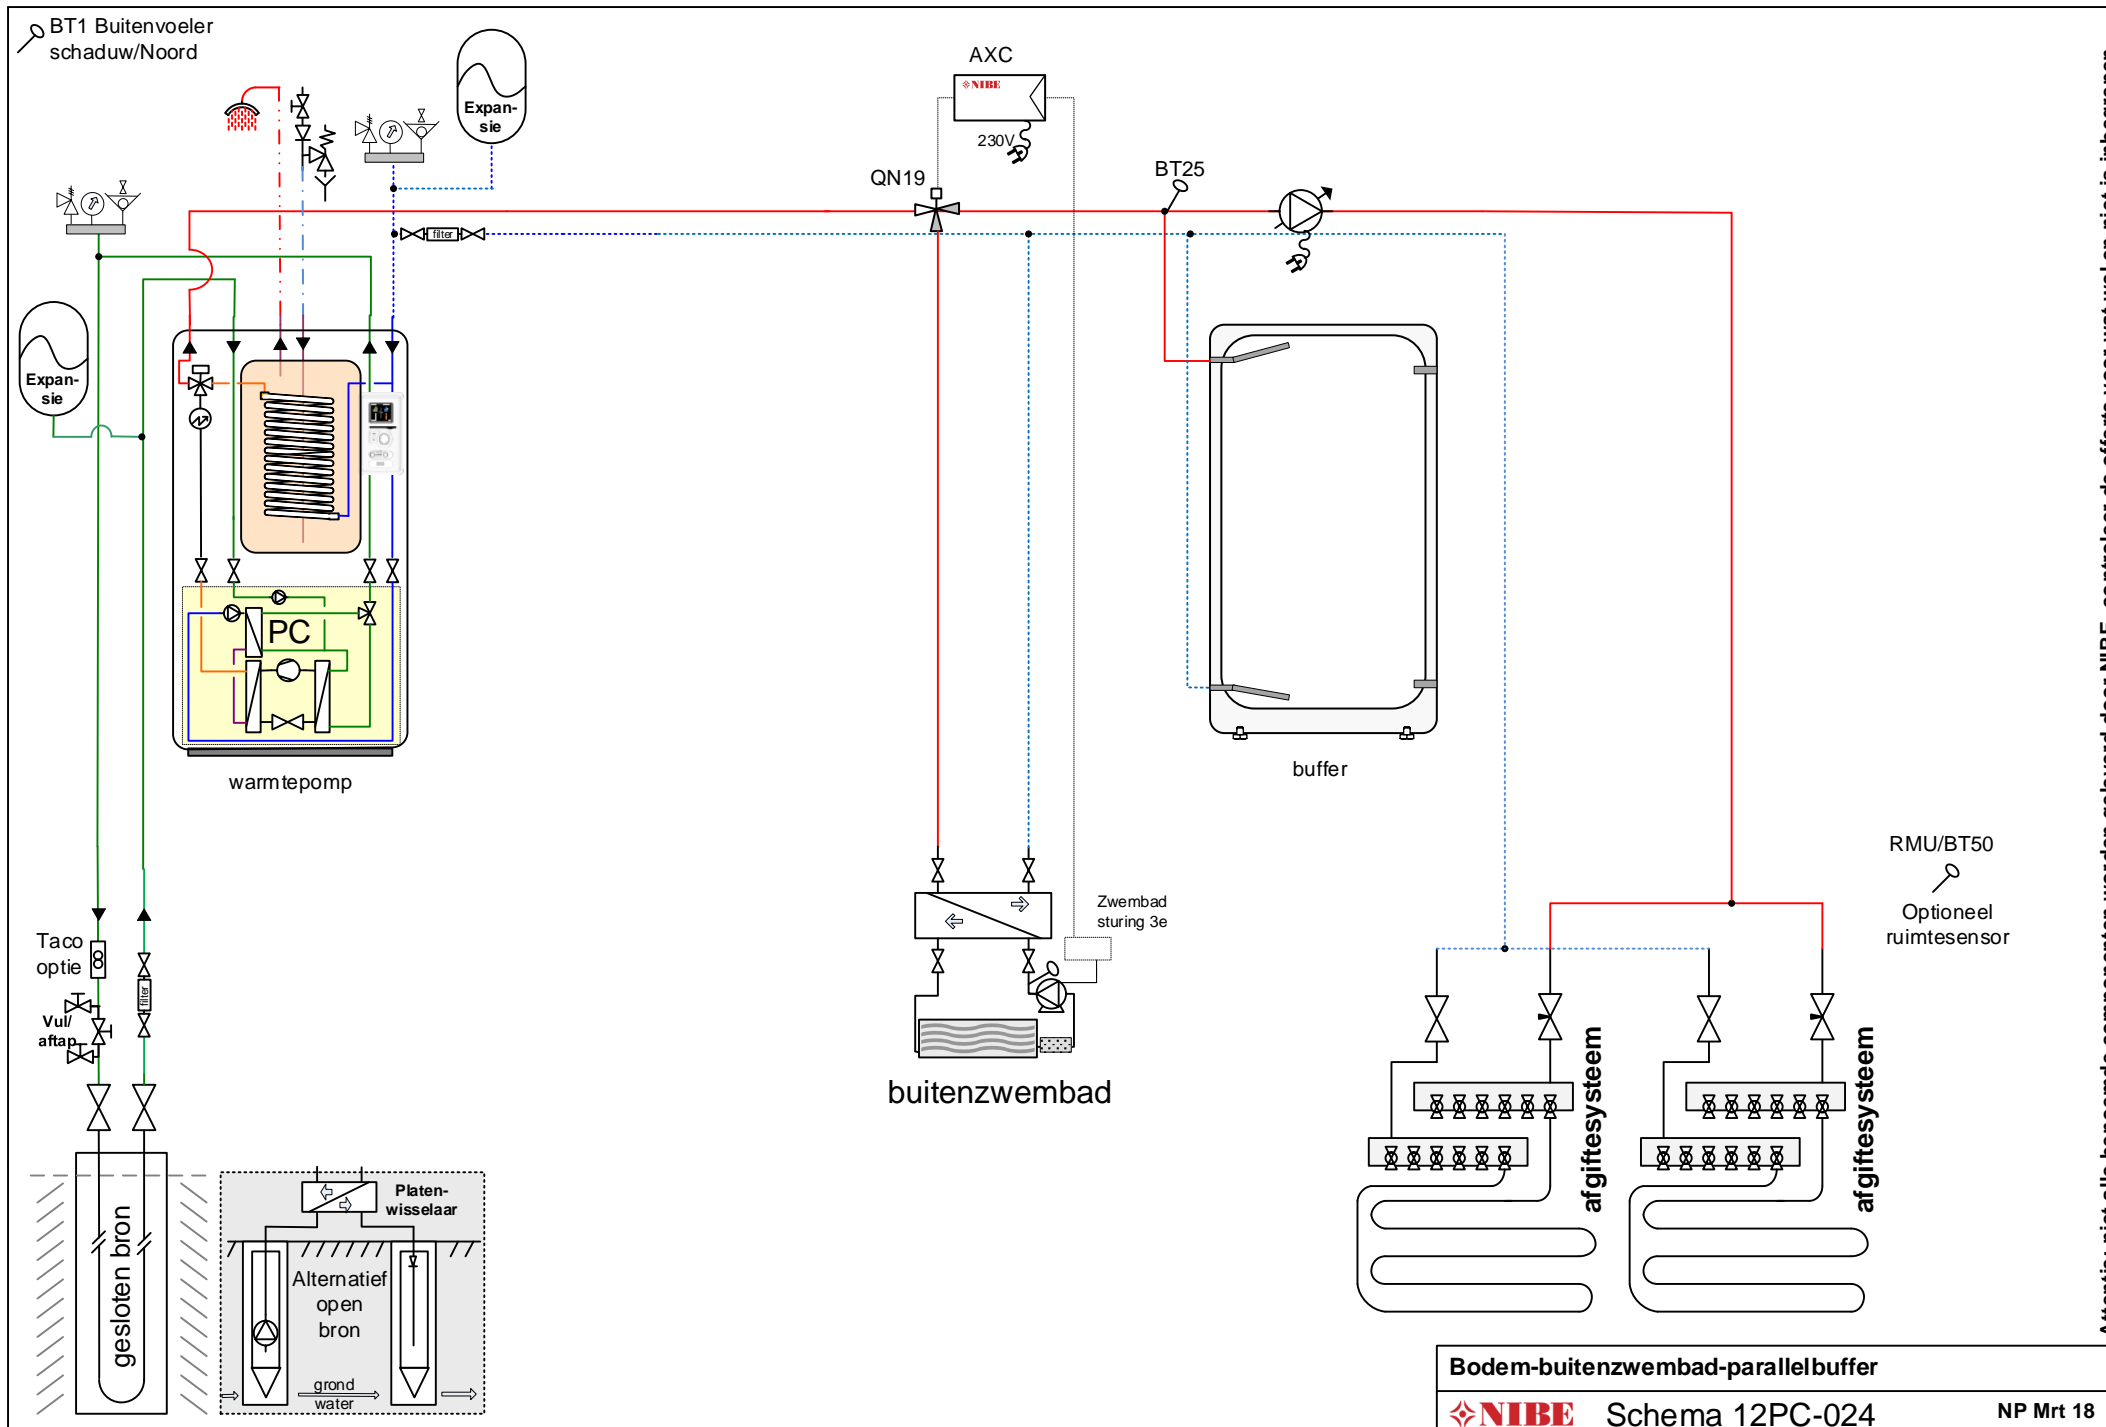 BT1 Buitenvoeler
schaduw/Noord
Expan-
sie
AXC
NIBE
230V
QN19
BT25
filter
Expan-
sie
PC
warmtepomp
buffer
Zwembad
sturing 3e
RMU/BT50
Optioneel
ruimtesensor
Taco
optie
filter
Vul/
aftap
buitenzwembad
afgiftesysteem
afgiftesysteem
gesloten bron
Platen-
wisselaar
Alternatief
open
bron
grond
water
Bodem-buitenzwembad-parallelbuffer
NIBE Schema 12PC-024 NP Mrt 18